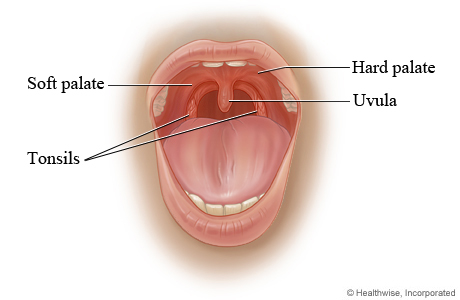 Hard palate
Soft palate
Uvula
Tonsils
© Healthwise, Incorporated